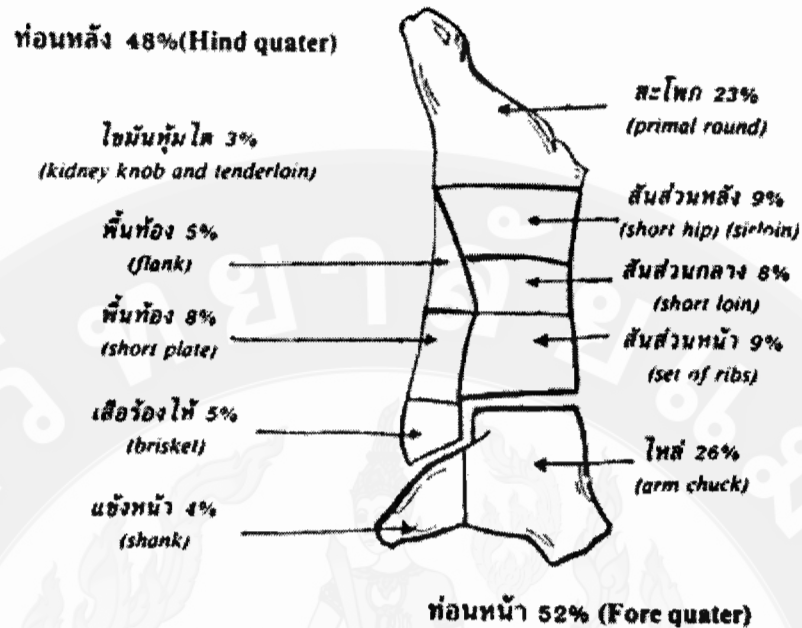 ท่อนหลัง 48%(Hind quater)
สะโพก 23%
(primal round)
ไขมันหุ้มไต 3%
(kidney knob and tenderloin)
สันส่วนหลัง 9%
(short hip) (sirloin)
พื้นท้อง 5%
(flank)
สันส่วนกลาง 8%
(short loin)
พื้นท้อง 8%
(short plate)
สันส่วนหน้า 9%
(set of ribs)
เสือร้องไห้ 5%
(brisket)
ไหล่ 26%
(arm chuck)
แข้งหน้า 4%
(shank)
ท่อนหน้า 52% (Fore quater)